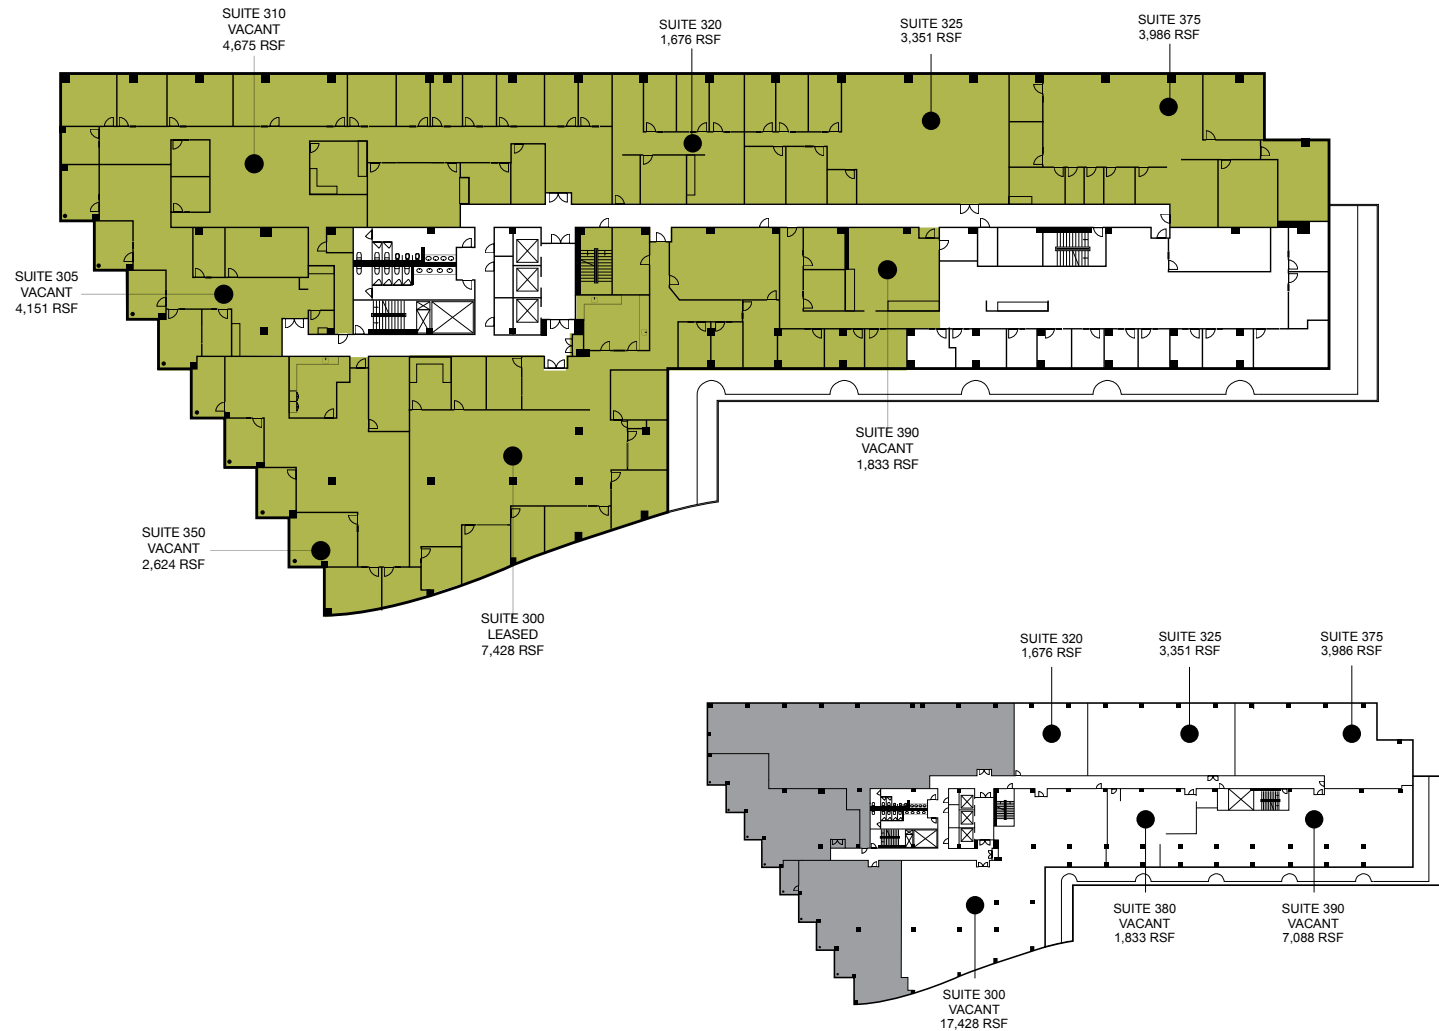 SUITE 310
VACANT
4,675 RSF
SUITE 320
1,676 RSF
SUITE 325
3,351 RSF
SUITE 375
3,986 RSF
SUITE 305
VACANT
4,151 RSF
SUITE 390
VACANT
1,833 RSF
SUITE 350
VACANT
2,624 RSF
SUITE 300
LEASED
7,428 RSF
SUITE 320
1,676 RSF
SUITE 325
3,351 RSF
SUITE 375
3,986 RSF
SUITE 380
VACANT
1,833 RSF
SUITE 390
VACANT
7,088 RSF
SUITE 300
VACANT
17,428 RSF